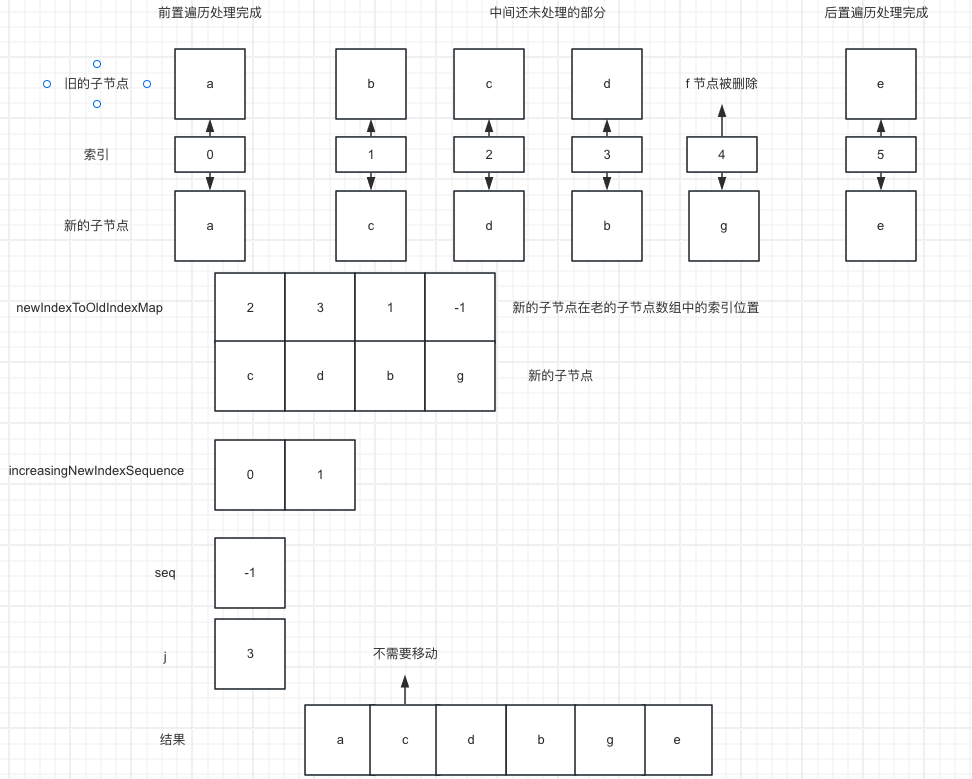 前置遍历处理完成 中间还未处理的部分 后置遍历处理完成
旧的子节点 a b c d f 节点被删除 e
索引 0 1 2 3 4 5
新的子节点 a c d b g e
newIndexToOldIndexMap 2 3 1 -1 新的子节点在老的子节点数组中的索引位置
c d b g 新的子节点
increasingNewIndexSequence 0 1
seq -1
j 3
不需要移动
结果 a c d b g e